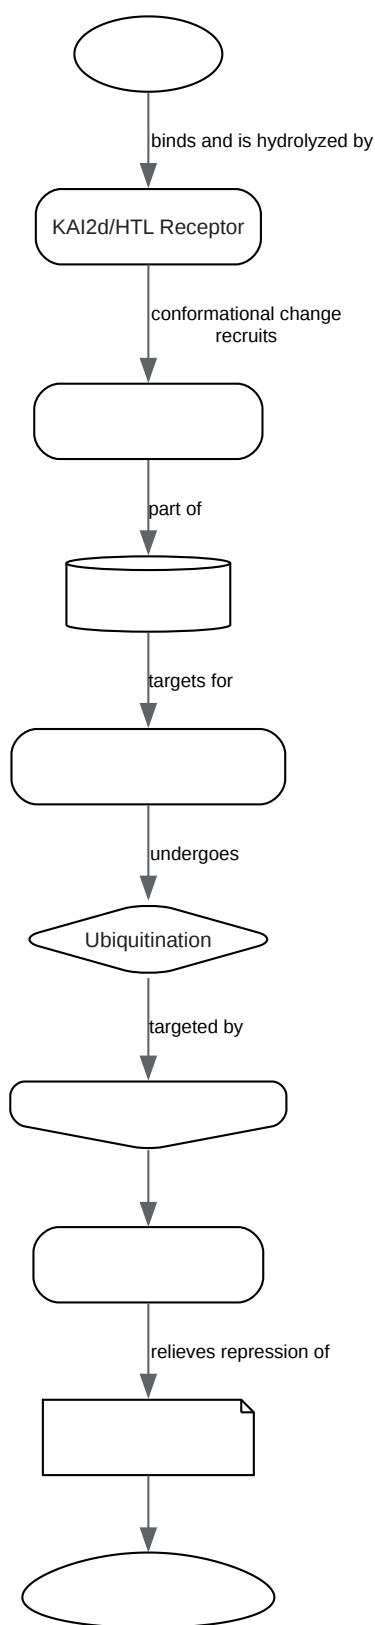 binds and is hydrolyzed by
KAI2d/HTL Receptor
conformational change
recruits
part of
targets for
undergoes
Ubiquitination
targeted by
relieves repression of